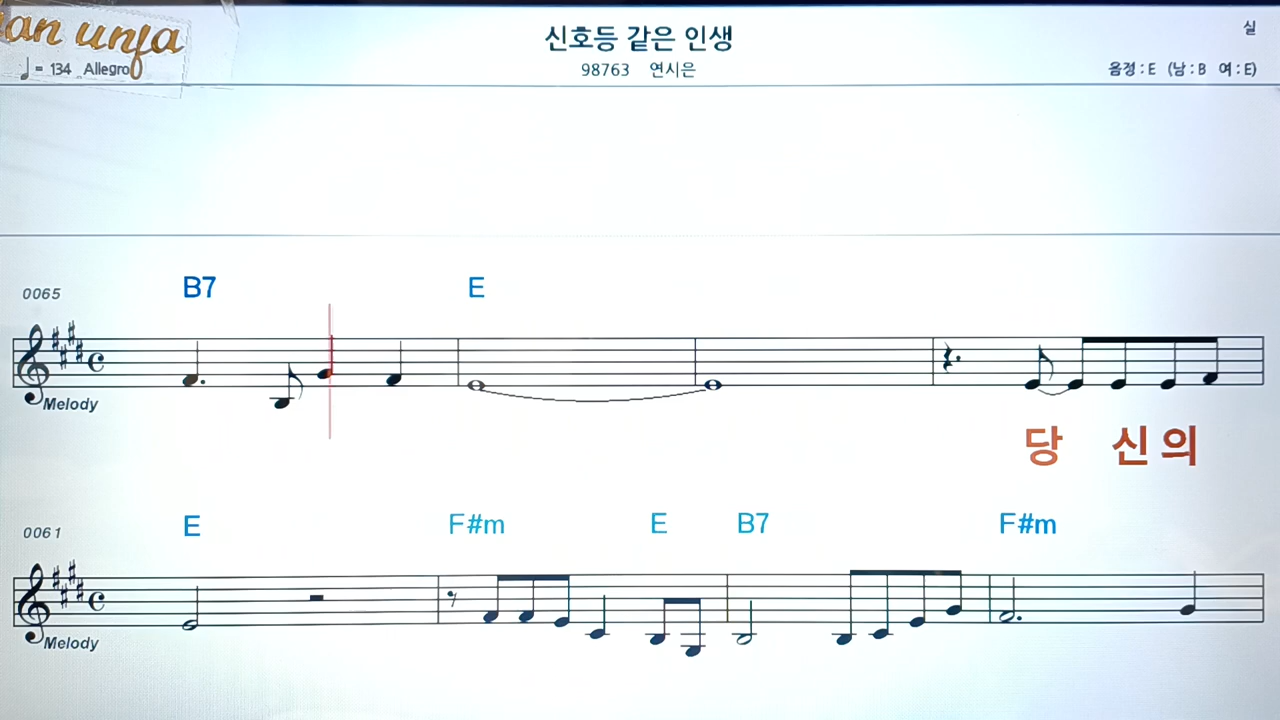 an unja
신호등 같은 인생
실
♩= 134 Allegro
98763 연시은
음정 : E (남 : B 여 : E)
B7 E
0065
Melody
당 신 의
E F#m E B7 F#m
0061
Melody